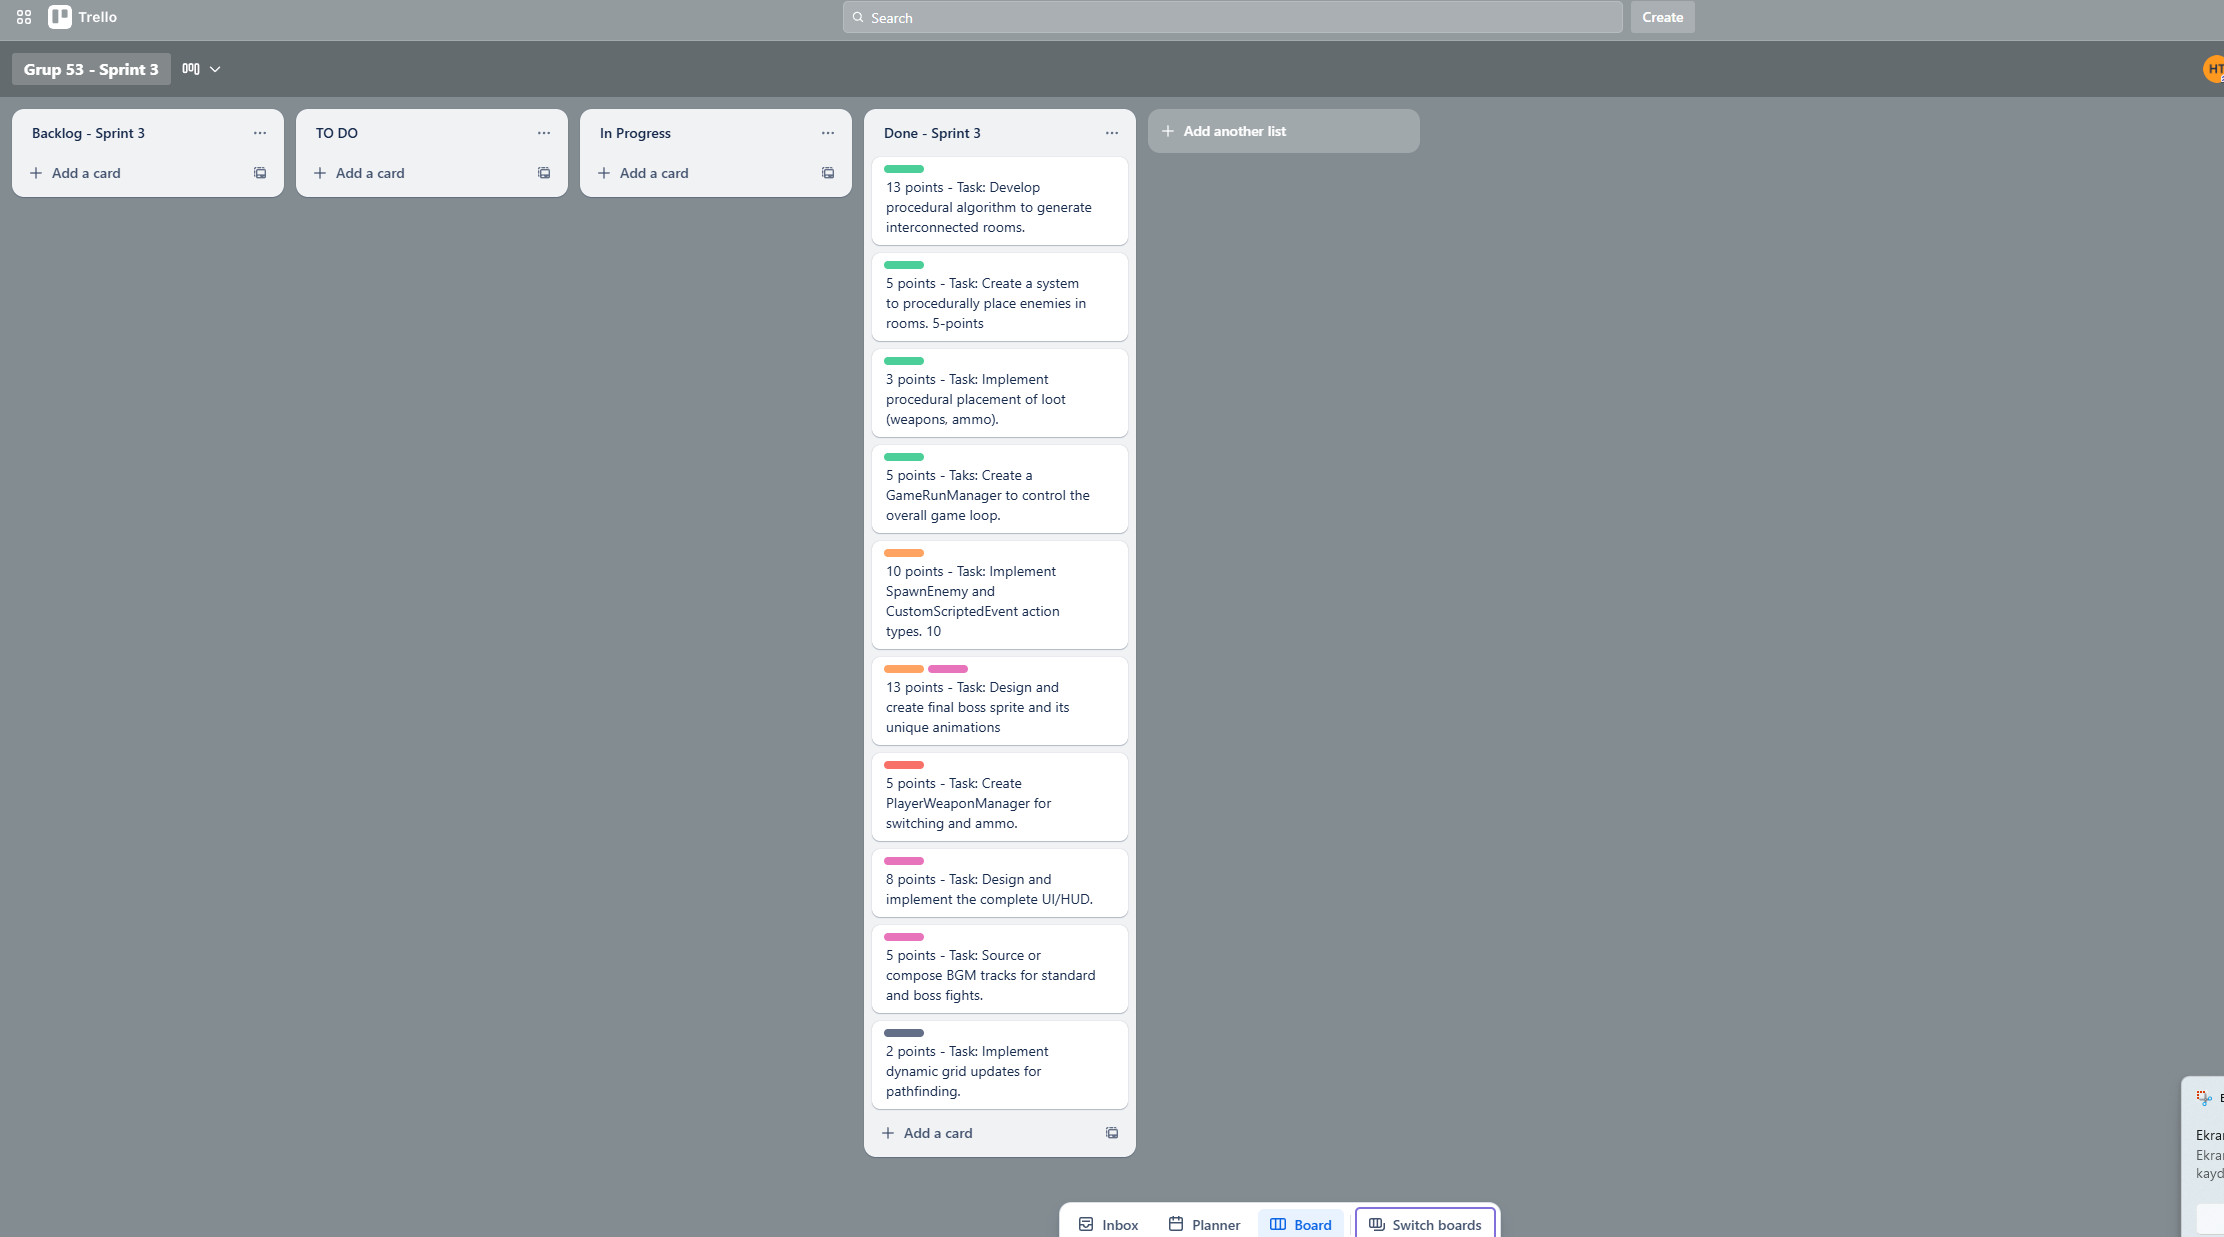 Trello
Search
Create
Grup 53 - Sprint 3
HT
Backlog - Sprint 3
Add a card
TO DO
Add a card
In Progress
Add a card
Done - Sprint 3
13 points - Task: Develop
procedural algorithm to generate
interconnected rooms.
5 points - Task: Create a system
to procedurally place enemies in
rooms. 5-points
3 points - Task: Implement
procedural placement of loot
(weapons, ammo).
5 points - Taks: Create a
GameRunManager to control the
overall game loop.
10 points - Task: Implement
SpawnEnemy and
CustomScriptedEvent action
types. 10
13 points - Task: Design and
create final boss sprite and its
unique animations
5 points - Task: Create
PlayerWeaponManager for
switching and ammo.
8 points - Task: Design and
implement the complete UI/HUD.
5 points - Task: Source or
compose BGM tracks for standard
and boss fights.
2 points - Task: Implement
dynamic grid updates for
pathfinding.
Add a card
Add another list
Inbox
Planner
Board
Switch boards